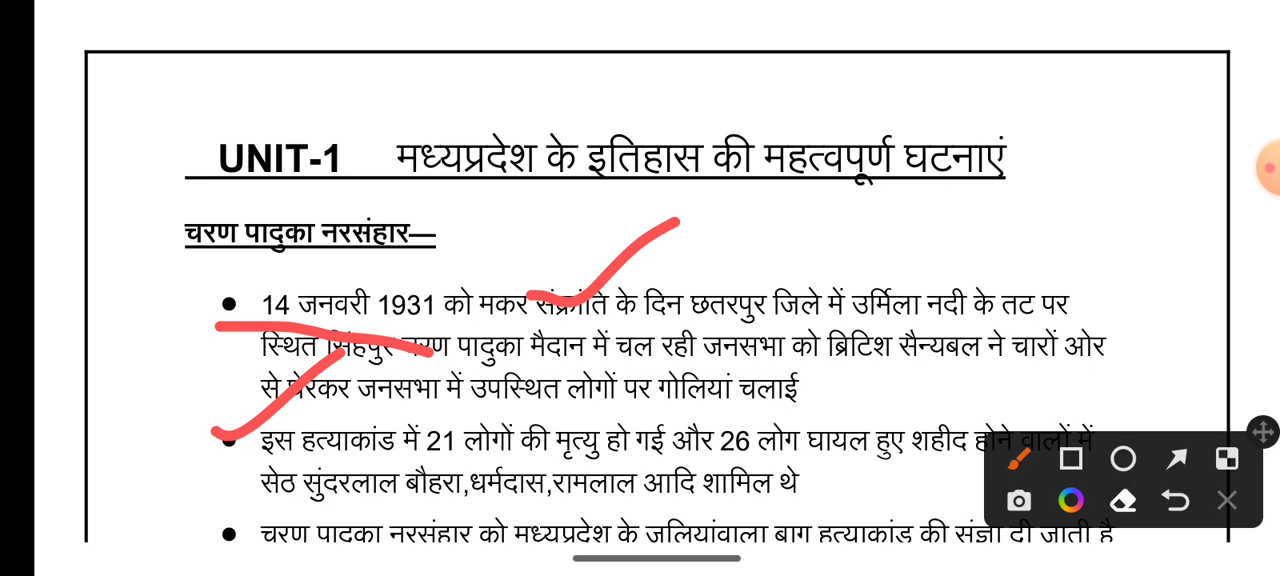 UNIT-1 मध्यप्रदेश के इतिहास की महत्वपूर्ण घटनाएं
चरण पादुका नरसंहार—
● 14 जनवरी 1931 को मकर संक्रांति के दिन छतरपुर जिले में उर्मिला नदी के तट पर
स्थित सिंहपुर चरण पादुका मैदान में चल रही जनसभा को ब्रिटिश सैन्यबल ने चारों ओर
से घेरकर जनसभा में उपस्थित लोगों पर गोलियां चलाई
● इस हत्याकांड में 21 लोगों की मृत्यु हो गई और 26 लोग घायल हुए शहीद होने वालों में
सेठ सुंदरलाल बौहरा,धर्मदास,रामलाल आदि शामिल थे
● चरण पादुका नरसंहार को मध्यप्रदेश के जलियांवाला बाग हत्याकांड की संज्ञा दी जाती है